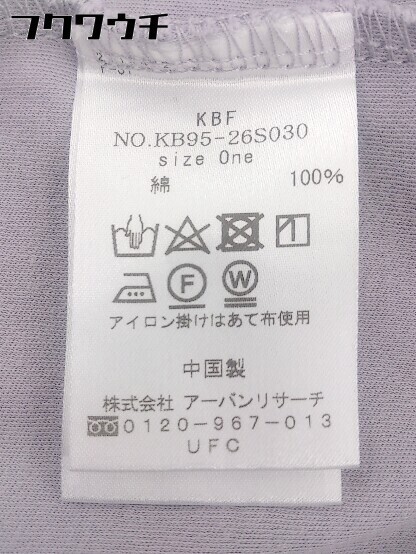 フクワウチ
KBF
NO.KB95-26S030
size One
綿 100%
F
W
アイロン掛けはあて布使用
中国製
株式会社 アーバンリサーチ
0120-967-013
UFC